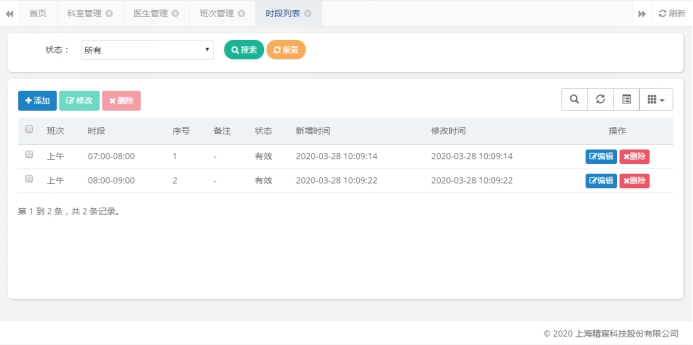 首页 科室管理 医生管理 班次管理 时段列表 刷新
状态： 所有 搜索 重置
添加 修改 删除
班次 时段 序号 备注 状态 新增时间 修改时间 操作
上午 07:00-08:00 1 - 有效 2020-03-28 10:09:14 2020-03-28 10:09:14 编辑 删除
上午 08:00-09:00 2 - 有效 2020-03-28 10:09:22 2020-03-28 10:09:22 编辑 删除
第 1 到 2 条，共 2 条记录。
© 2020 上海精宸科技股份有限公司